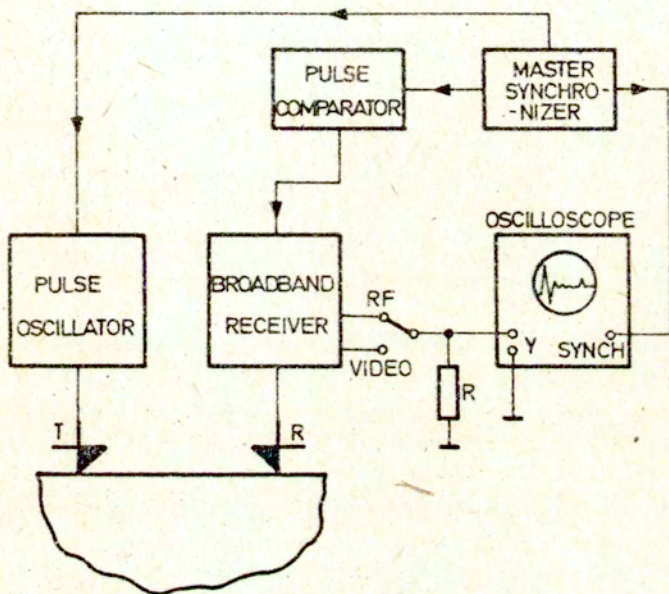 PULSE
COMPARATOR
MASTER
SYNCHRO-
-NIZER
OSCILLOSCOPE
PULSE
OSCILLATOR
BROADBAND
RECEIVER
RF
VIDEO
Y
SYNCH
R
T
R